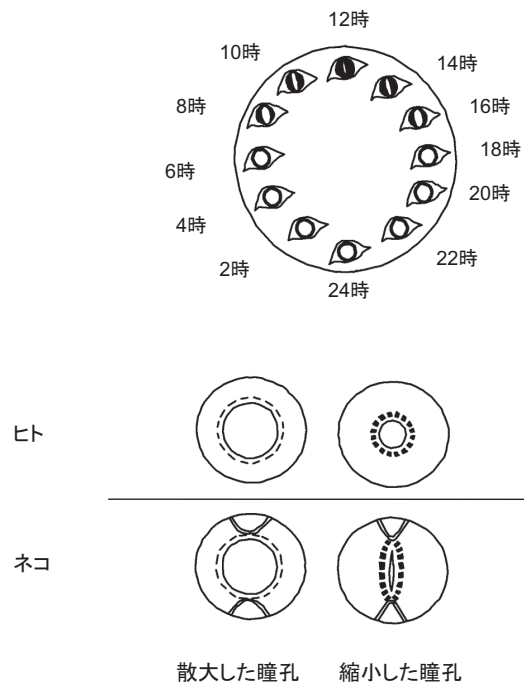 12時
10時
14時
8時
16時
6時
18時
4時
20時
2時
22時
24時
ヒト
ネコ
散大した瞳孔 縮小した瞳孔